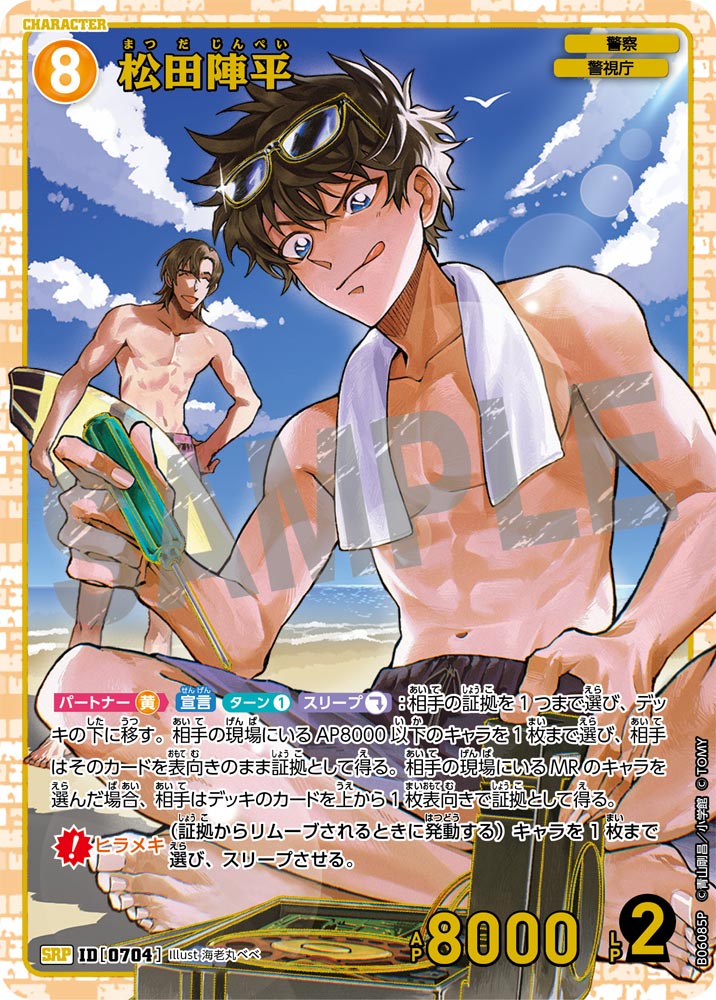 CHARACTER
8
まつだじんぺい
松田陣平
警察
警視庁
SAMPLE
パートナー 黄 宣言 ターン1 スリープ :相手の証拠を1つまで選び、デッ
キの下に移す。相手の現場にいるAP8000以下のキャラを1枚まで選び、相手
はそのカードを表向きのまま証拠として得る。相手の現場にいるMRのキャラを
選んだ場合、相手はデッキのカードを上から1枚表向きで証拠として得る。
ヒラメキ (証拠からリムーブされるときに発動する)キャラを1枚まで
選び、スリープさせる。
SRP ID[0704] Illust 海老丸べべ
AP 8000
LP 2
B06085P ©青山剛昌 小学館 ©TOMY